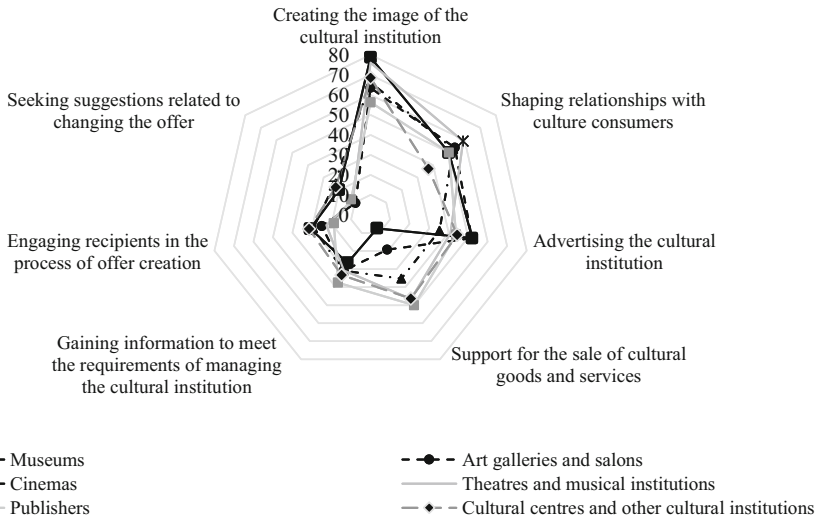 Creating the image of the
cultural institution
80
70
60
50
40
30
20
10
0
Seeking suggestions related to
changing the offer
Shaping relationships with
culture consumers
Engaging recipients in the
process of offer creation
Advertising the cultural
institution
Gaining information to meet
the requirements of managing
the cultural institution
Support for the sale of cultural
goods and services
Museums
Art galleries and salons
Cinemas
Theatres and musical institutions
Publishers
Cultural centres and other cultural institutions